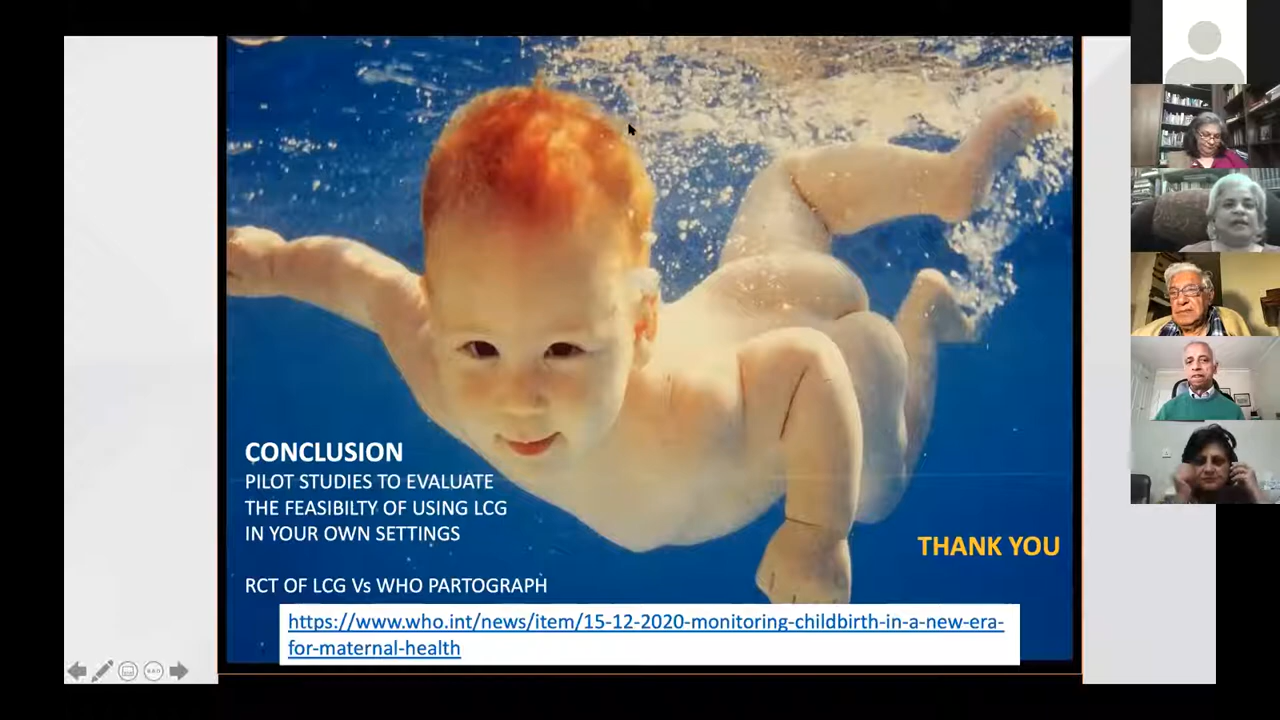 CONCLUSION
PILOT STUDIES TO EVALUATE
THE FEASIBILTY OF USING LCG
IN YOUR OWN SETTINGS
RCT OF LCG Vs WHO PARTOGRAPH
THANK YOU
https://www.who.int/news/item/15-12-2020-monitoring-childbirth-in-a-new-era-
for-maternal-health